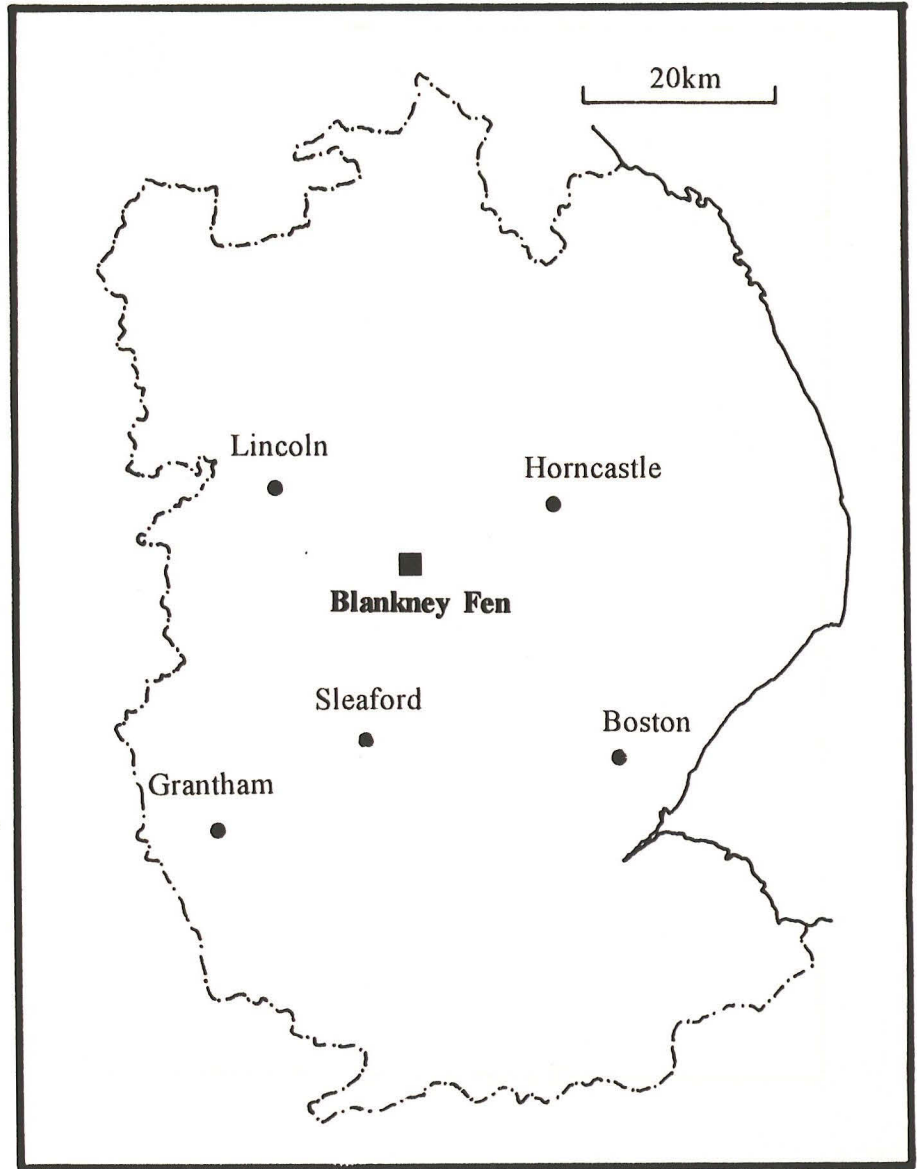 20km
Lincoln
Horncastle
Blankney Fen
Sleaford
Boston
Grantham